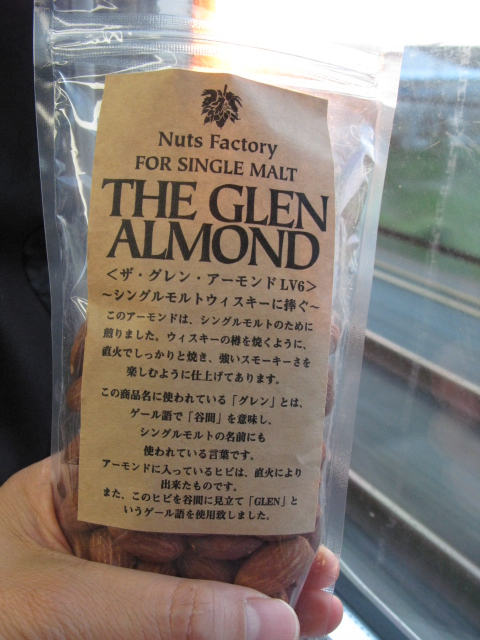 Nuts Factory
FOR SINGLE MALT
THE GLEN
ALMOND
＜ザ・グレン・アーモンド LV6＞
～シングルモルトウィスキーに捧ぐ～
このアーモンドは、シングルモルトのために
煎りました。ウィスキーの樽を焼くように、
直火でしっかりと焼き、強いスモーキーさを
楽しむように仕上げてあります。
この商品名に使われている「グレン」とは、
ゲール語で「谷間」を意味し、
シングルモルトの名前にも
使われている言葉です。
アーモンドに入っているヒビは、直火により
出来たものです。
また、このヒビを谷間に見立て「GLEN」と
いうゲール語を使用致しました。